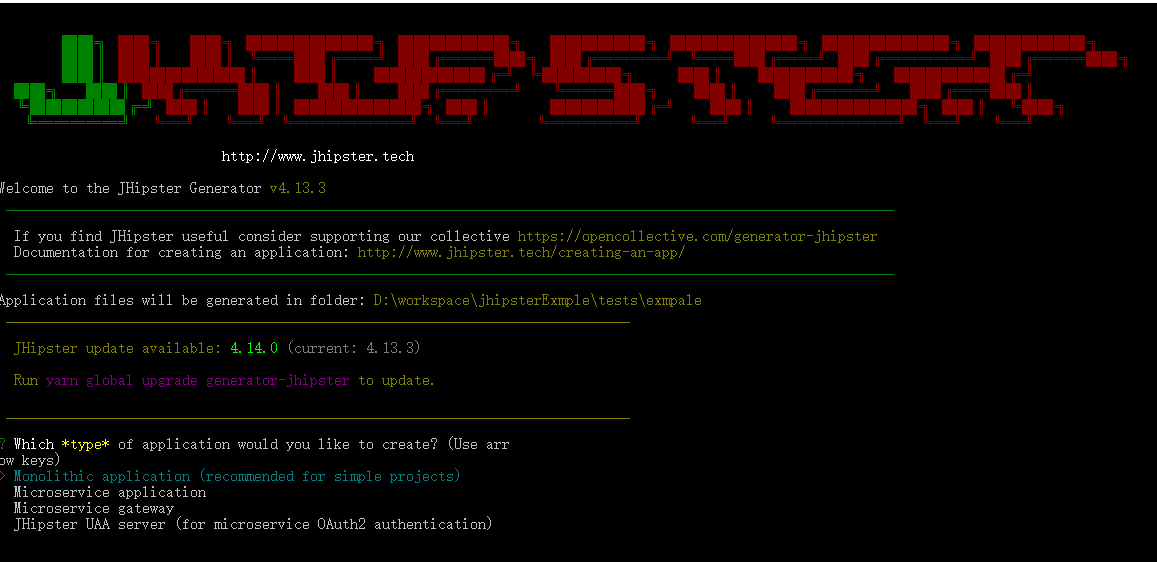 JHIPSTER
http://www.jhipster.tech
Welcome to the JHipster Generator v4.13.3
If you find JHipster useful consider supporting our collective https://opencollective.com/generator-jhipster
Documentation for creating an application: http://www.jhipster.tech/creating-an-app/
Application files will be generated in folder: D:\workspace\jhipsterExmple\tests\exmpale
JHipster update available: 4.14.0 (current: 4.13.3)
Run yarn global upgrade generator-jhipster to update.
? Which *type* of application would you like to create? (Use arr
ow keys)
> Monolithic application (recommended for simple projects)
Microservice application
Microservice gateway
JHipster UAA server (for microservice OAuth2 authentication)